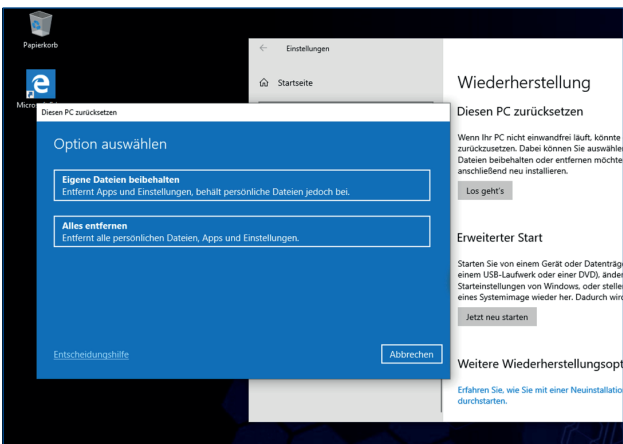 Papierkorb
Einstellungen
Startseite
Diesen PC zurücksetzen
Option auswählen
Eigene Dateien beibehalten
Entfernt Apps und Einstellungen, behält persönliche Dateien jedoch bei.
Alles entfernen
Entfernt alle persönlichen Dateien, Apps und Einstellungen.
Entscheidungshilfe
Abbrechen
Wiederherstellung
Diesen PC zurücksetzen
Wenn Ihr PC nicht einwandfrei läuft, könnte
zurückzusetzen. Dabei können Sie auswähle
Dateien beibehalten oder entfernen möchte
anschließend neu installieren.
Los geht's
Erweiterter Start
Starten Sie von einem Gerät oder Datenträge
einem USB-Laufwerk oder einer DVD), änder
Starteinstellungen von Windows, oder stelle
eines Systemimage wieder her. Dadurch wird
Jetzt neu starten
Weitere Wiederherstellungsopt
Erfahren Sie, wie Sie mit einer Neuinstallatio
durchstarten.